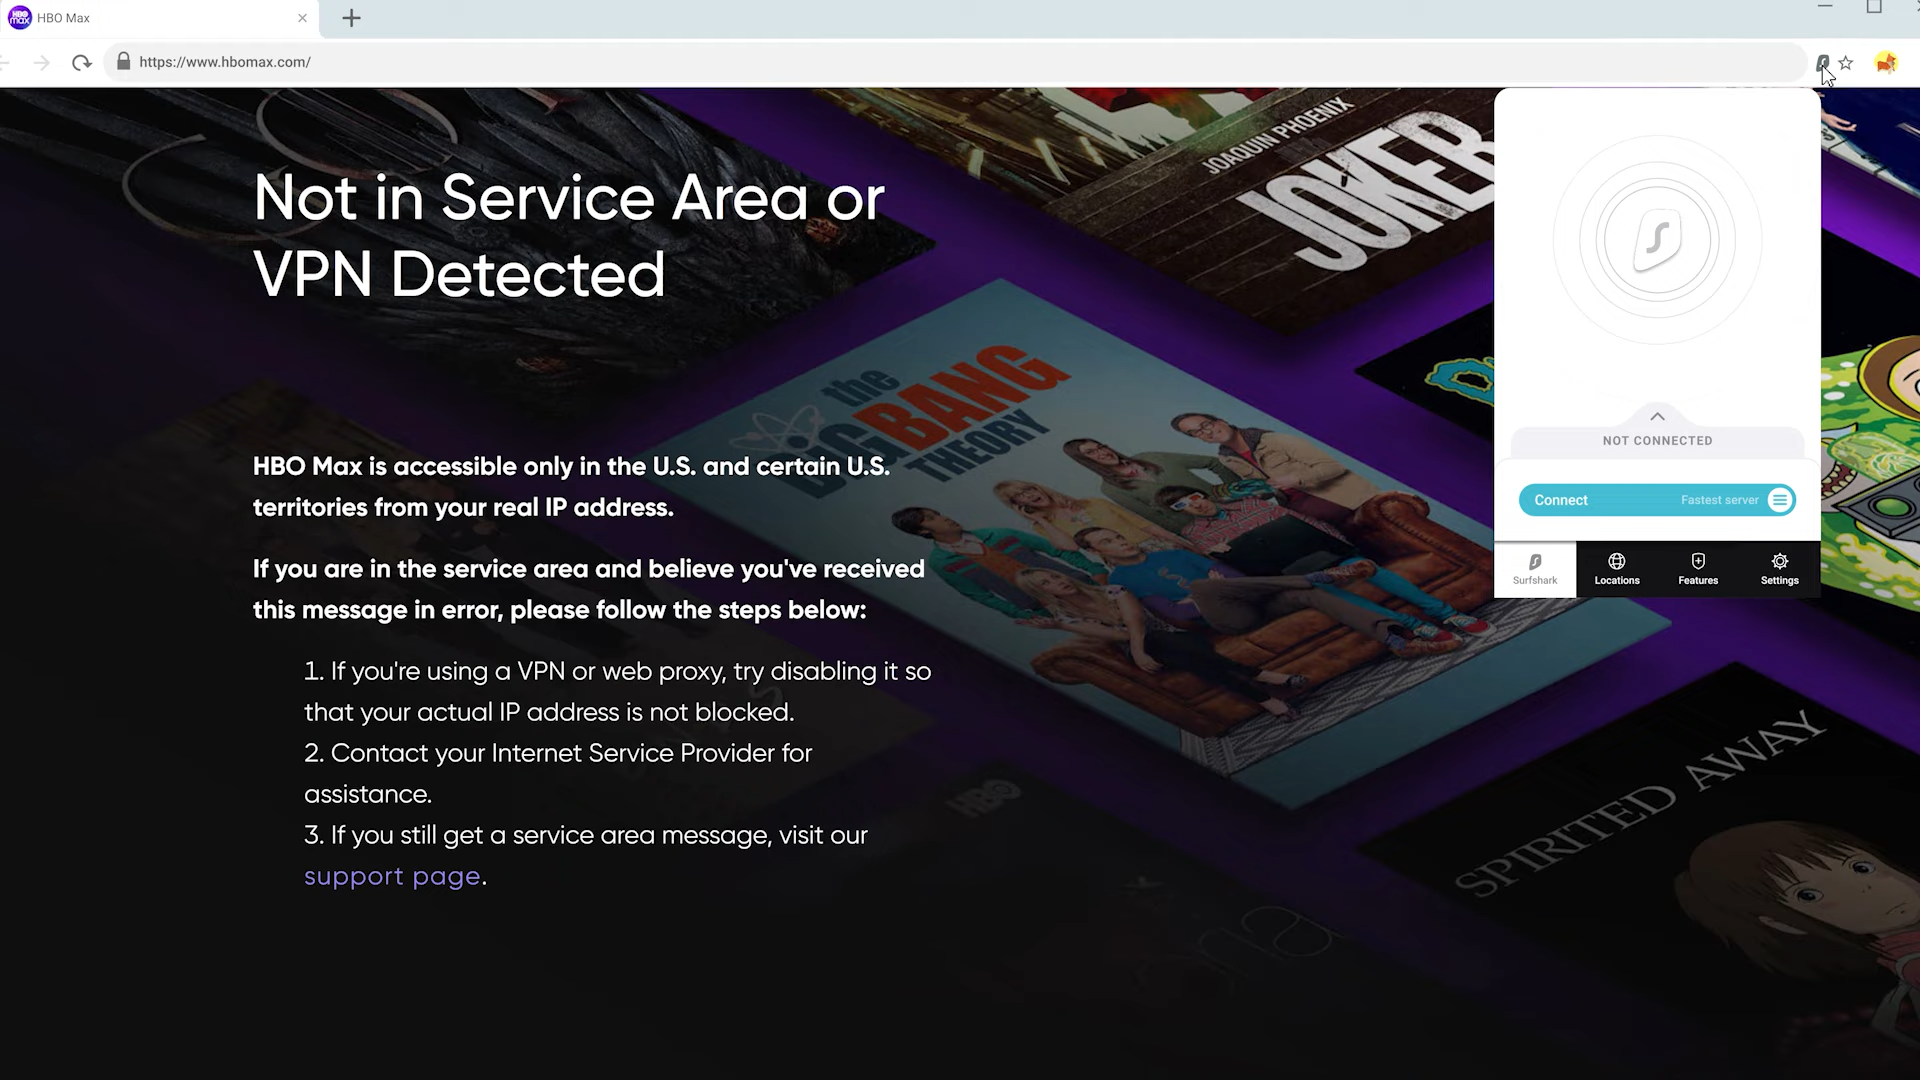 HBO Max
https://www.hbomax.com/
Not in Service Area or
VPN Detected
HBO Max is accessible only in the U.S. and certain U.S.
territories from your real IP address.
If you are in the service area and believe you've received
this message in error, please follow the steps below:
1. If you're using a VPN or web proxy, try disabling it so
that your actual IP address is not blocked.
2. Contact your Internet Service Provider for
assistance.
3. If you still get a service area message, visit our
support page.
JOAQUIN PHOENIX
JOKER
the
BIG BANG
THEORY
HBO
SPIRITED AWAY
NOT CONNECTED
Connect
Fastest server
Surfshark
Locations
Features
Settings